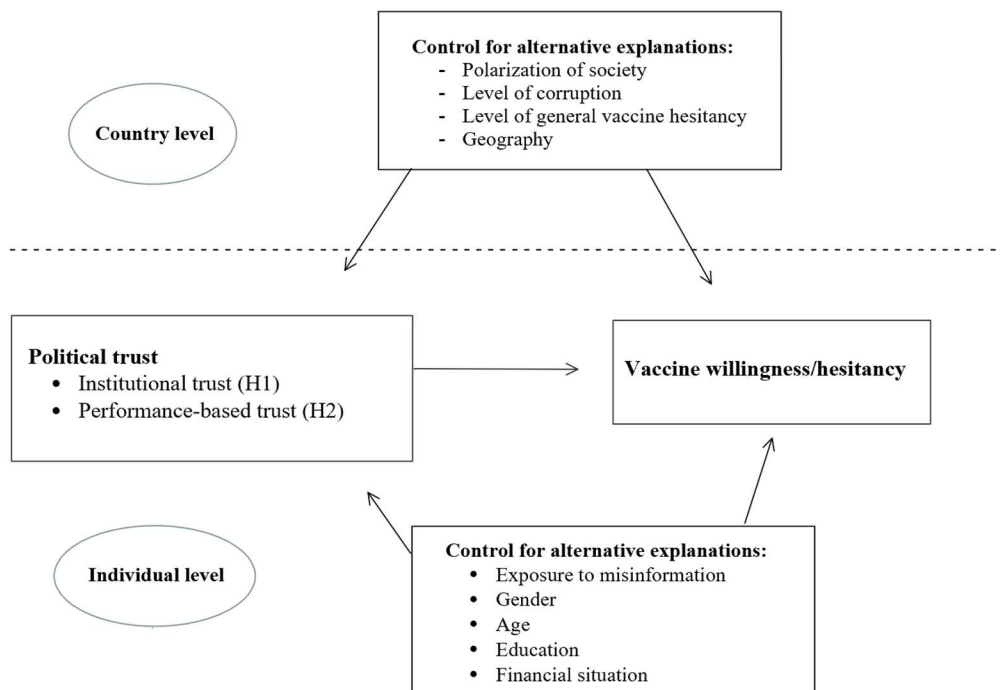 Control for alternative explanations:
- Polarization of society
- Level of corruption
- Level of general vaccine hesitancy
- Geography
Country level
Political trust
• Institutional trust (H1)
• Performance-based trust (H2)
Vaccine willingness/hesitancy
Individual level
Control for alternative explanations:
• Exposure to misinformation
• Gender
• Age
• Education
• Financial situation